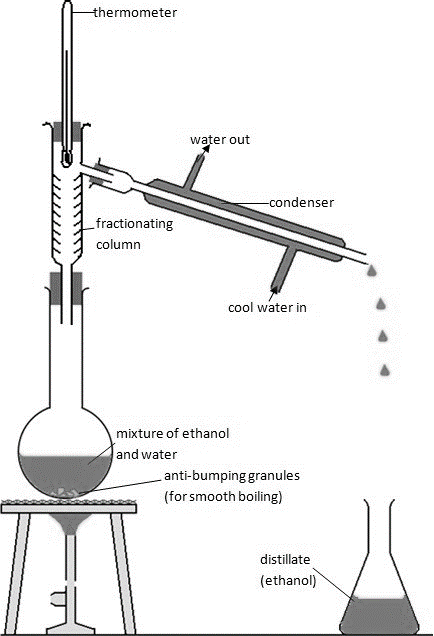 thermometer
water out
condenser
fractionating
column
cool water in
mixture of ethanol
and water
anti-bumping granules
(for smooth boiling)
distillate
(ethanol)